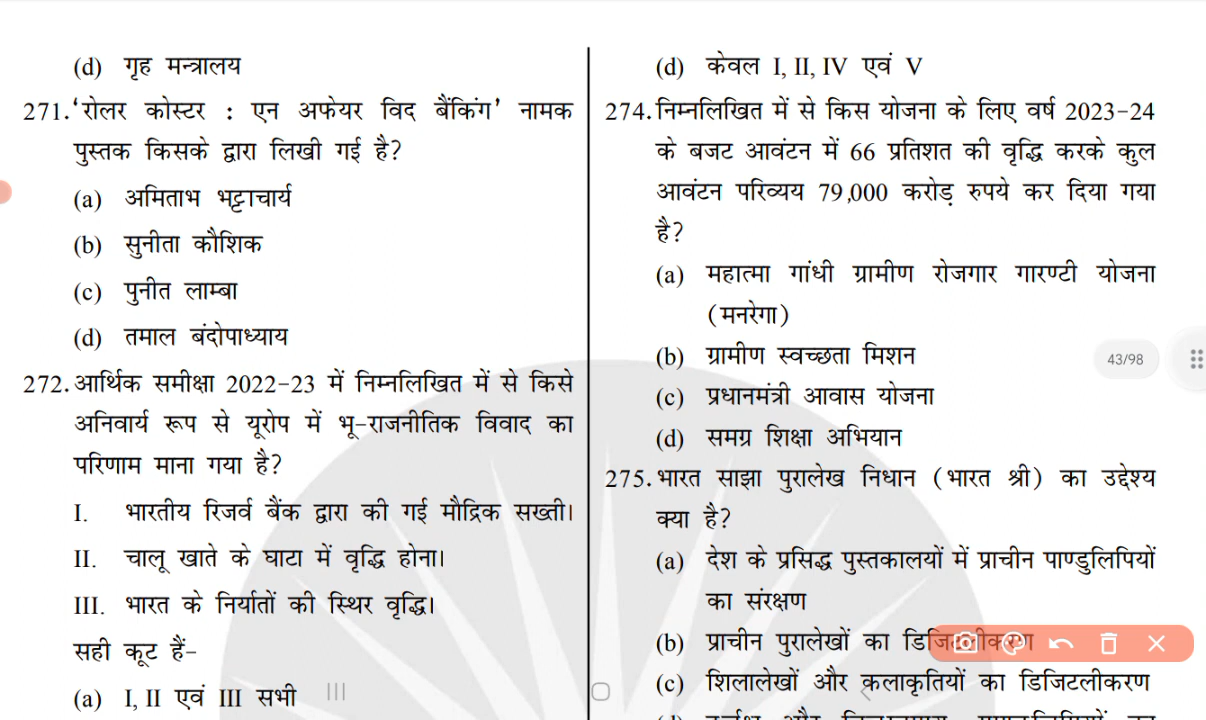 (d) गृह मन्त्रालय
271.‘रोलर कोस्टर : एन अफेयर विद बैंकिंग’ नामक
पुस्तक किसके द्वारा लिखी गई है?
(a) अमिताभ भट्टाचार्य
(b) सुनीता कौशिक
(c) पुनीत लाम्बा
(d) तमाल बंदोपाध्याय
272.आर्थिक समीक्षा 2022-23 में निम्नलिखित में से किसे
अनिवार्य रूप से यूरोप में भू-राजनीतिक विवाद का
परिणाम माना गया है?
I. भारतीय रिजर्व बैंक द्वारा की गई मौद्रिक सख्ती।
II. चालू खाते के घाटा में वृद्धि होना।
III. भारत के निर्यातों की स्थिर वृद्धि।
सही कूट हैं-
(a) I, II एवं III सभी
(d) केवल I, II, IV एवं V
274.निम्नलिखित में से किस योजना के लिए वर्ष 2023-24
के बजट आवंटन में 66 प्रतिशत की वृद्धि करके कुल
आवंटन परिव्यय 79,000 करोड़ रुपये कर दिया गया
है?
(a) महात्मा गांधी ग्रामीण रोजगार गारण्टी योजना
(मनरेगा)
(b) ग्रामीण स्वच्छता मिशन
(c) प्रधानमंत्री आवास योजना
(d) समग्र शिक्षा अभियान
275.भारत साझा पुरालेख निधान (भारत श्री) का उद्देश्य
क्या है?
(a) देश के प्रसिद्ध पुस्तकालयों में प्राचीन पाण्डुलिपियों
का संरक्षण
(b) प्राचीन पुरालेखों का डिजिटलीकरण
(c) शिलालेखों और कलाकृतियों का डिजिटलीकरण
43/98